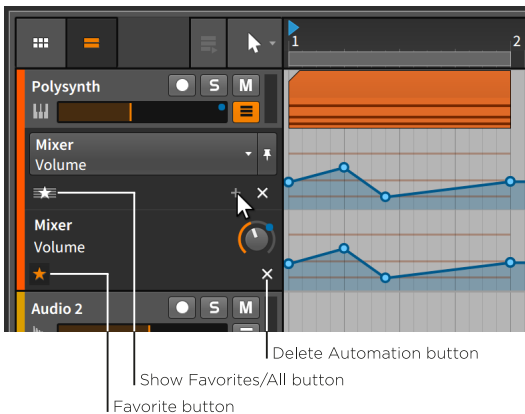 1
2
Polysynth
S
M
Mixer
Volume
Mixer
Volume
Audio 2
S
M
Delete Automation button
Show Favorites/All button
Favorite button